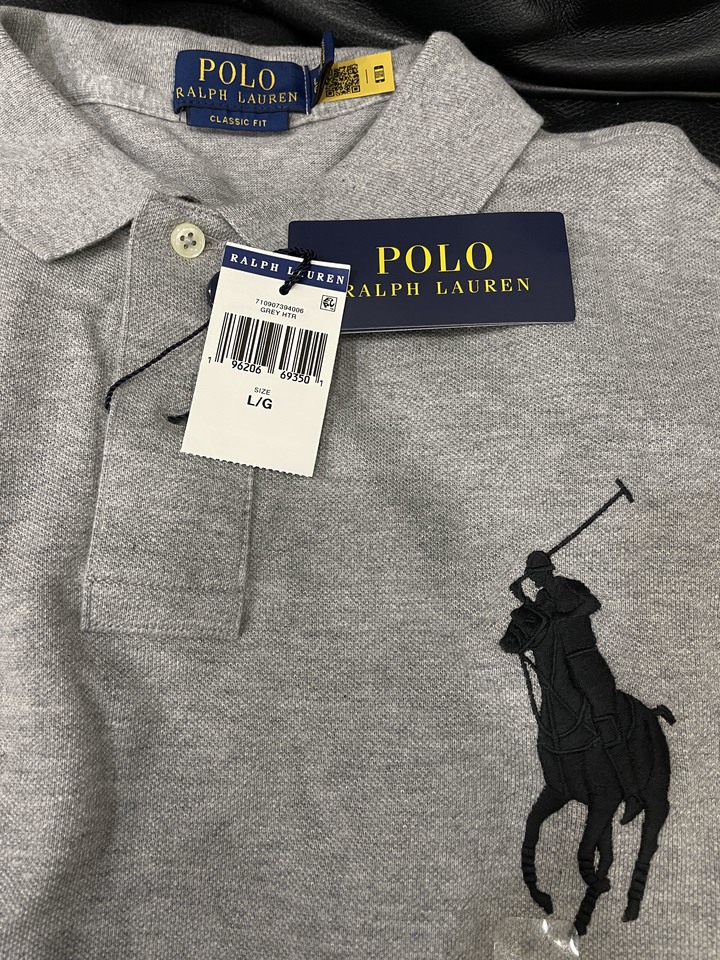 POLO
RALPH LAUREN
CLASSIC FIT
POLO
RALPH LAUREN
RALPH LAUREN
710907394006
GREY HTR
1 96206 69350 1
SIZE
L/G